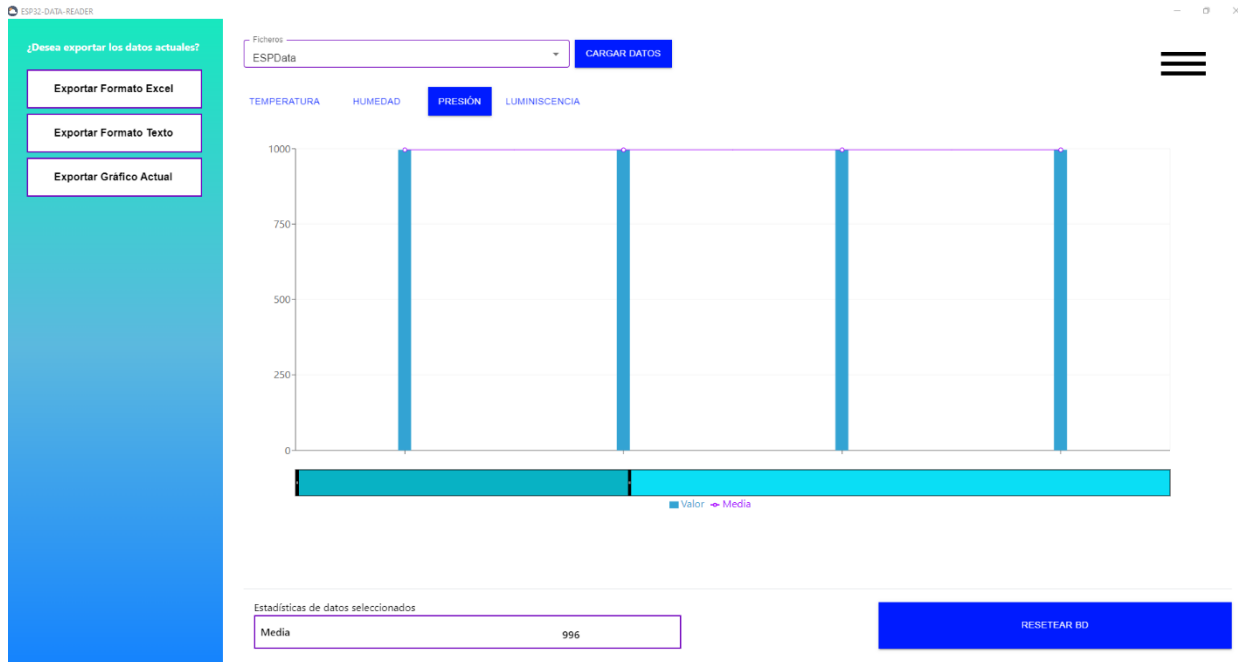 ESP32-DATA-READER
¿Desea exportar los datos actuales?
Exportar Formato Excel
Exportar Formato Texto
Exportar Gráfico Actual
Ficheros
ESPData
CARGAR DATOS
TEMPERATURA HUMEDAD PRESIÓN LUMINISCENCIA
1000
750
500
250
0
Valor Media
Estadísticas de datos seleccionados
Media 996
RESETEAR BD